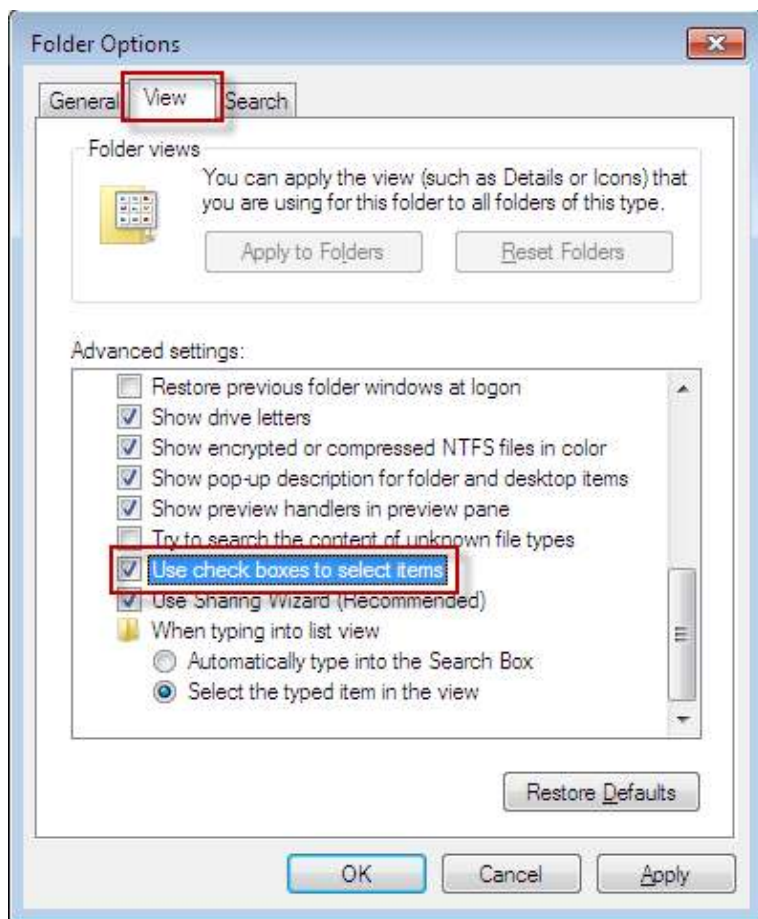 Folder Options
General View Search
Folder views
You can apply the view (such as Details or Icons) that
you are using for this folder to all folders of this type.
Apply to Folders Reset Folders
Advanced settings:
Restore previous folder windows at logon
Show drive letters
Show encrypted or compressed NTFS files in color
Show pop-up description for folder and desktop items
Show preview handlers in preview pane
Try to search the content of unknown file types
Use check boxes to select items
Use Sharing Wizard (Recommended)
When typing into list view
Automatically type into the Search Box
Select the typed item in the view
Restore Defaults
OK Cancel Apply